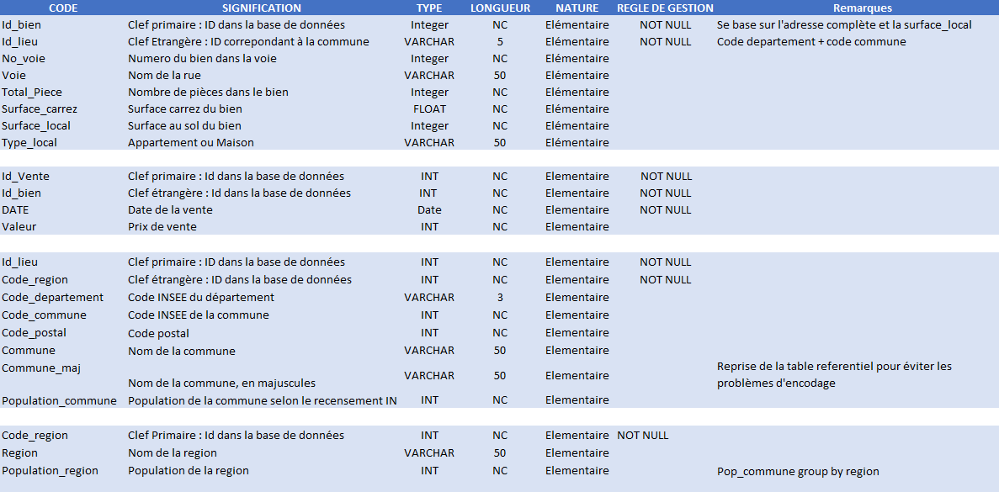 CODE SIGNIFICATION TYPE LONGUEUR NATURE REGLE DE GESTION Remarques
Id_bien Clef primaire : ID dans la base de données Integer NC Elémentaire NOT NULL Se base sur l'adresse complète et la surface_local
Id_lieu Clef Etrangère : ID correpondant à la commune VARCHAR 5 Elémentaire NOT NULL Code departement + code commune
No_voie Numero du bien dans la voie Integer NC Elémentaire
Voie Nom de la rue VARCHAR 50 Elémentaire
Total_Piece Nombre de pièces dans le bien Integer NC Elémentaire
Surface_carrez Surface carrez du bien FLOAT NC Elémentaire
Surface_local Surface au sol du bien Integer NC Elémentaire
Type_local Appartement ou Maison VARCHAR 50 Elémentaire
Id_Vente Clef primaire : Id dans la base de données INT NC Elementaire NOT NULL
Id_bien Clef étrangère : Id dans la base de données INT NC Elementaire NOT NULL
DATE Date de la vente Date NC Elementaire NOT NULL
Valeur Prix de vente INT NC Elementaire
Id_lieu Clef primaire : ID dans la base de données INT NC Elementaire NOT NULL
Code_region Clef étrangère : ID dans la base de données INT NC Elementaire NOT NULL
Code_departement Code INSEE du département VARCHAR 3 Elementaire
Code_commune Code INSEE de la commune INT NC Elementaire
Code_postal Code postal INT NC Elementaire
Commune Nom de la commune VARCHAR 50 Elementaire
Commune_maj Nom de la commune, en majuscules VARCHAR 50 Elementaire Reprise de la table referentiel pour éviter les
problèmes d'encodage
Population_commune Population de la commune selon le recensement IN INT NC Elementaire
Code_region Clef Primaire : Id dans la base de données INT NC Elementaire NOT NULL
Region Nom de la region VARCHAR 50 Elementaire
Population_region Population de la region INT NC Elementaire Pop_commune group by region